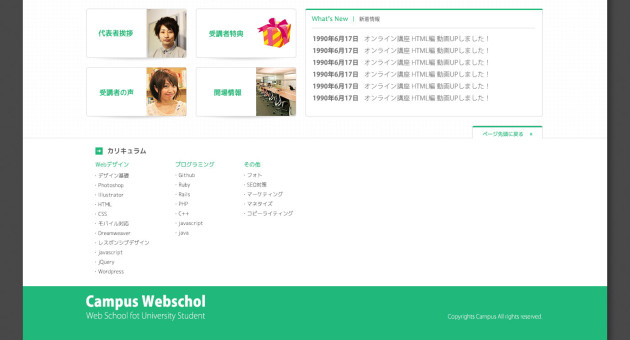 代表者挨拶
受講者特典
受講者の声
開場情報
What's New | 新着情報
1990年6月17日 オンライン講座 HTML編 動画UPしました！
1990年6月17日 オンライン講座 HTML編 動画UPしました！
1990年6月17日 オンライン講座 HTML編 動画UPしました！
1990年6月17日 オンライン講座 HTML編 動画UPしました！
1990年6月17日 オンライン講座 HTML編 動画UPしました！
1990年6月17日 オンライン講座 HTML編 動画UPしました！
ページ先頭に戻る
カリキュラム
Webデザイン
・デザイン基礎
・Photoshop
・Illustrator
・HTML
・CSS
・モバイル対応
・Dreamwaver
・レスポンシブデザイン
・javascript
・jQuery
・Wordpress
プログラミング
・Github
・Ruby
・Rails
・PHP
・C++
・javascript
・java
その他
・フォト
・SEO対策
・マーケティング
・マネタイズ
・コピーライティング
Campus Webschol
Web School fot University Student
Copyrights Campus All rights reserved.